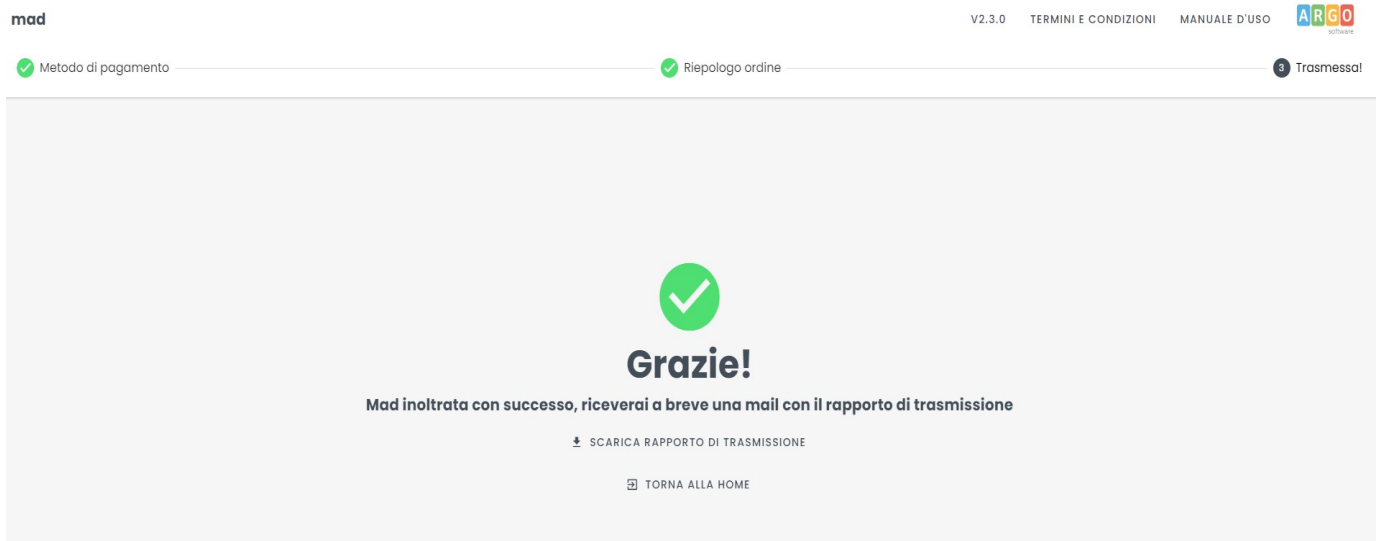 mad
V2.3.0 TERMINI E CONDIZIONI MANUALE D'USO ARGO
software
Metodo di pagamento Riepologo ordine 3 Trasmessa!
Grazie!
Mad inoltrata con successo, riceverai a breve una mail con il rapporto di trasmissione
SCARICA RAPPORTO DI TRASMISSIONE
TORNA ALLA HOME